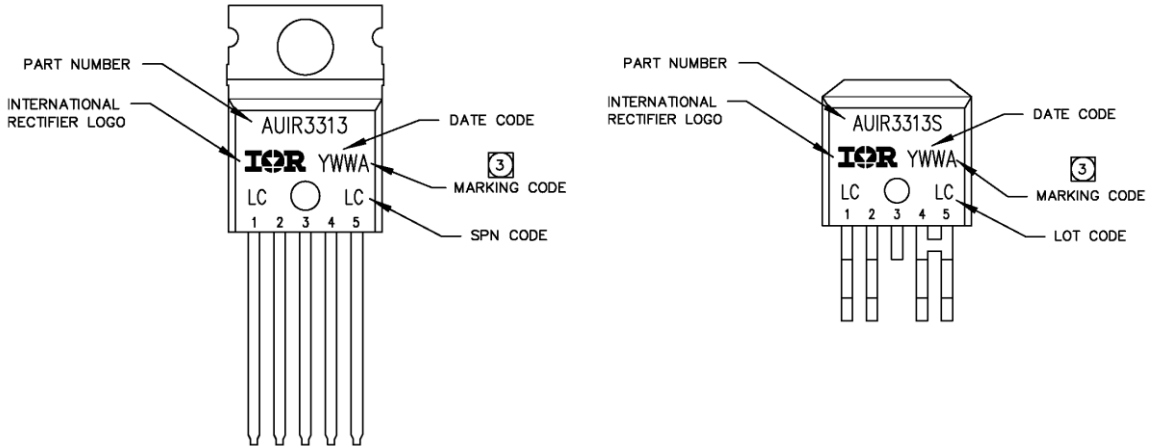 PART NUMBER
INTERNATIONAL
RECTIFIER LOGO
AUIR3313
IOR YWWA
LC LC
1 2 3 4 5
DATE CODE
3
MARKING CODE
SPN CODE
PART NUMBER
INTERNATIONAL
RECTIFIER LOGO
AUIR3313S
IOR YWWA
LC LC
1 2 3 4 5
DATE CODE
3
MARKING CODE
LOT CODE